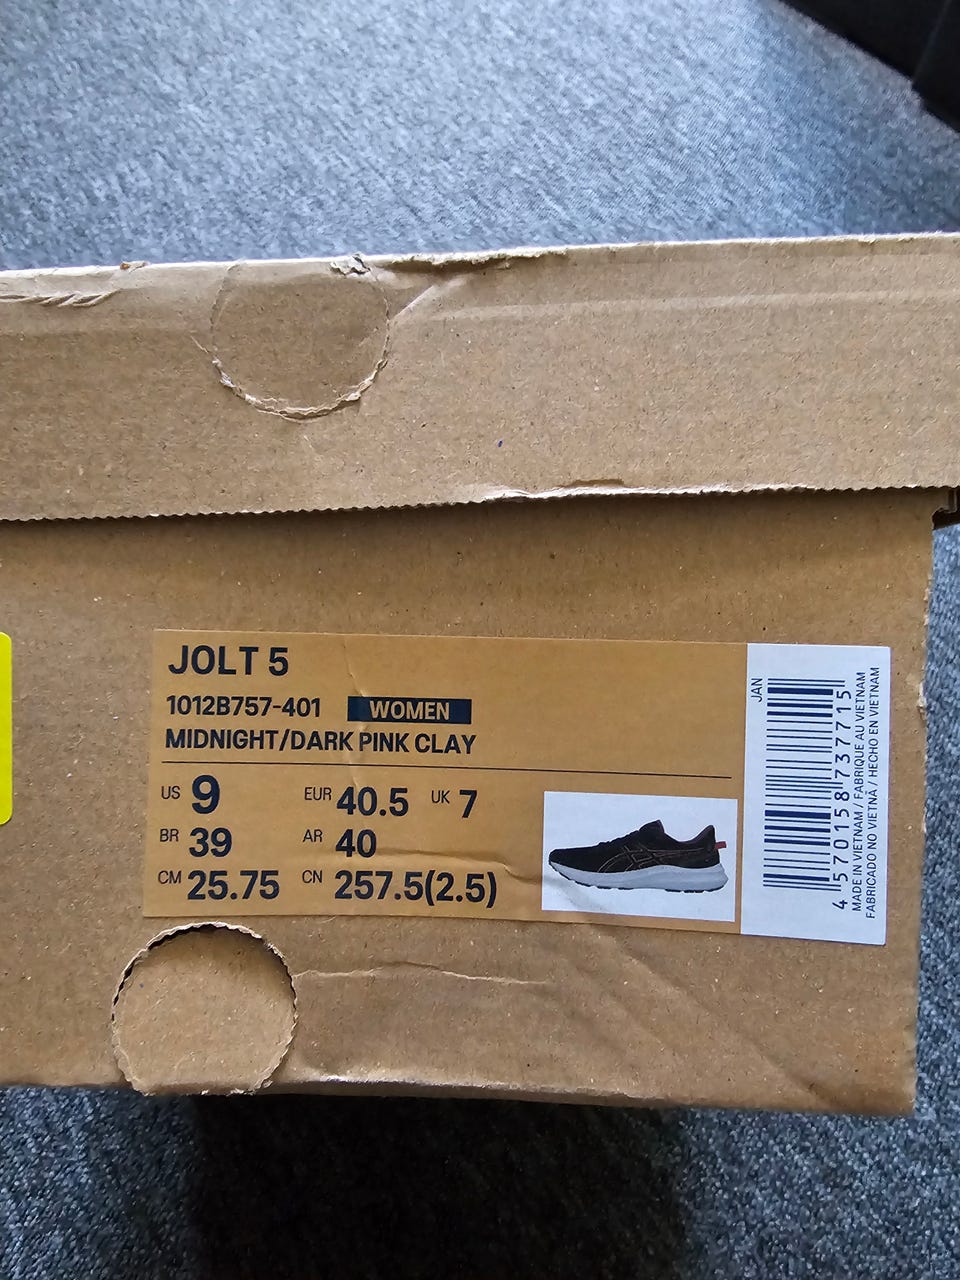 JOLT 5
1012B757-401 WOMEN
MIDNIGHT/DARK PINK CLAY
US 9 EUR 40.5 UK 7
BR 39 AR 40
CM 25.75 CN 257.5(2.5)
JAN
4 570158 737715
MADE IN VIETNAM / FABRIQUE AU VIETNAM
FABRICADO NO VIETNÃ / HECHO EN VIETNAM